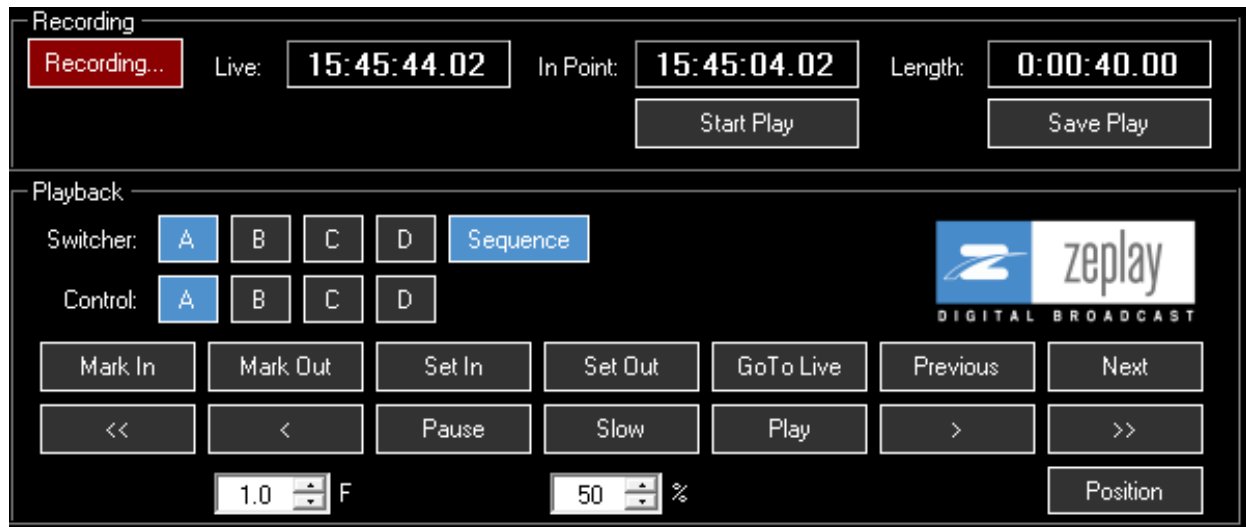 Recording
Recording... Live: 15:45:44.02 In Point: 15:45:04.02 Length: 0:00:40.00
Start Play Save Play
Playback
Switcher: A B C D Sequence
Control: A B C D
zeplay
DIGITAL BROADCAST
Mark In Mark Out Set In Set Out GoTo Live Previous Next
<< < Pause Slow Play > >>
1.0 F 50 % Position